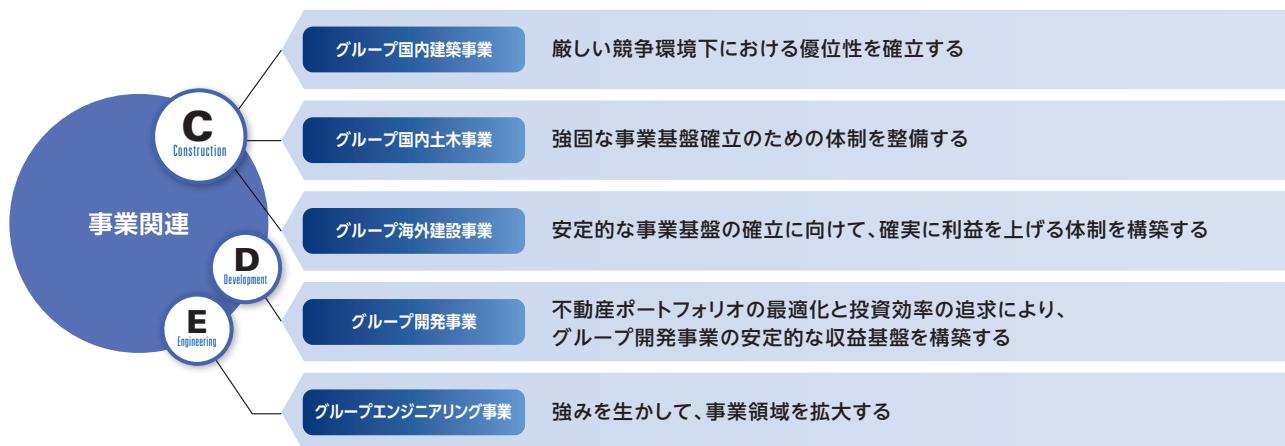 事業関連
C
Construction
グループ国内建築事業
厳しい競争環境下における優位性を確立する
グループ国内土木事業
強固な事業基盤確立のための体制を整備する
グループ海外建設事業
安定的な事業基盤の確立に向けて、確実に利益を上げる体制を構築する
D
Development
グループ開発事業
不動産ポートフォリオの最適化と投資効率の追求により、
グループ開発事業の安定的な収益基盤を構築する
E
Engineering
グループエンジニアリング事業
強みを生かして、事業領域を拡大する